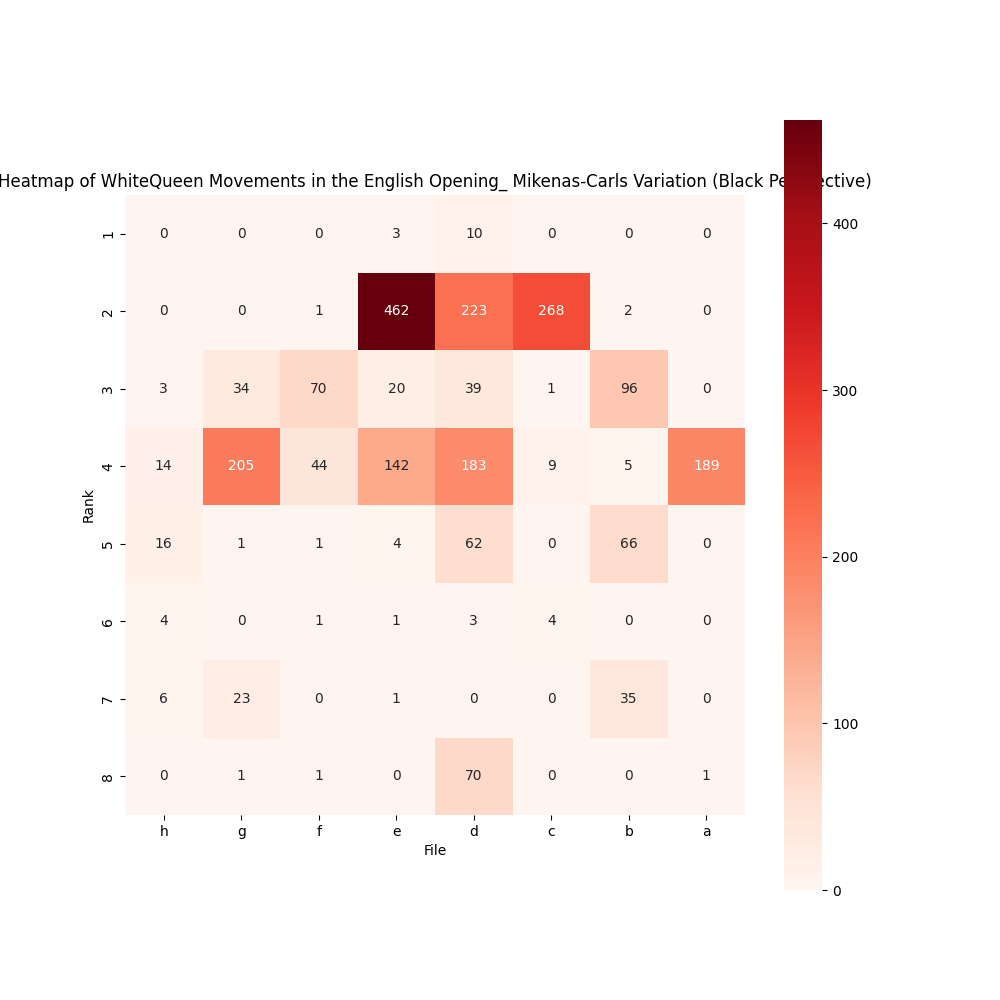 Heatmap of WhiteQueen Movements in the English Opening_ Mikenas-Carls Variation (Black Pe ective)
400
300
200
100
0
Rank
1 0 0 0 3 10 0 0 0
2 0 0 1 462 223 268 2 0
3 3 34 70 20 39 1 96 0
4 14 205 44 142 183 9 5 189
5 16 1 1 4 62 0 66 0
6 4 0 1 1 3 4 0 0
7 6 23 0 1 0 0 35 0
8 0 1 1 0 70 0 0 1
h g f e d c b a
File